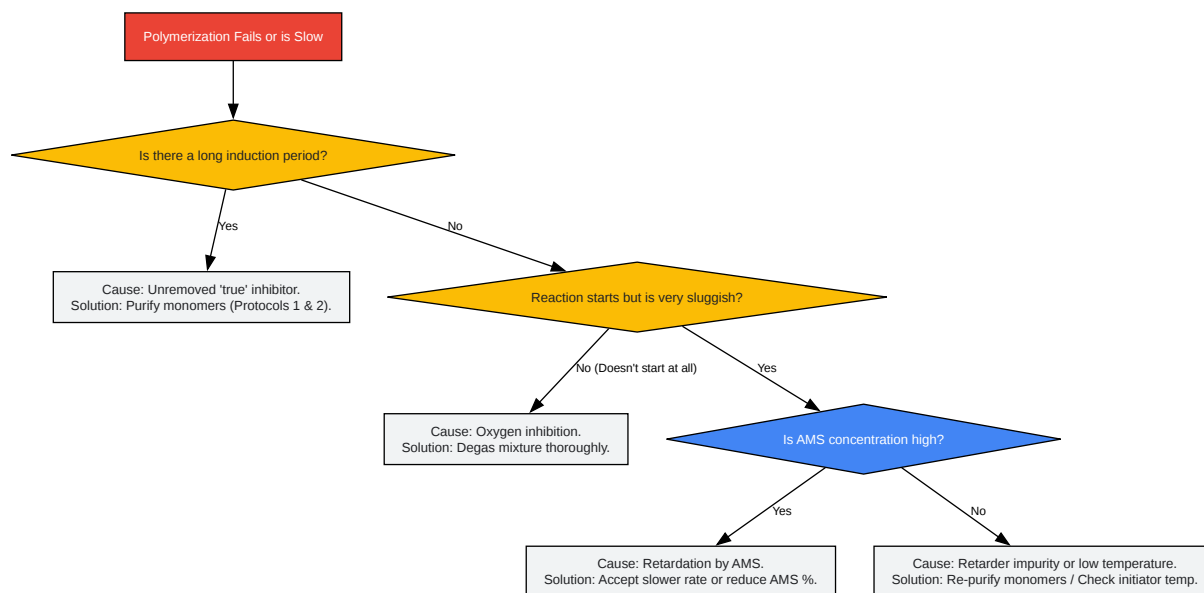 Polymerization Fails or is Slow
Is there a long induction period?
Yes
No
Cause: Unremoved 'true' inhibitor.
Solution: Purify monomers (Protocols 1 & 2).
Reaction starts but is very sluggish?
No (Doesn't start at all)
Yes
Cause: Oxygen inhibition.
Solution: Degas mixture thoroughly.
Is AMS concentration high?
Yes
No
Cause: Retardation by AMS.
Solution: Accept slower rate or reduce AMS %.
Cause: Retarder impurity or low temperature.
Solution: Re-purify monomers / Check initiator temp.